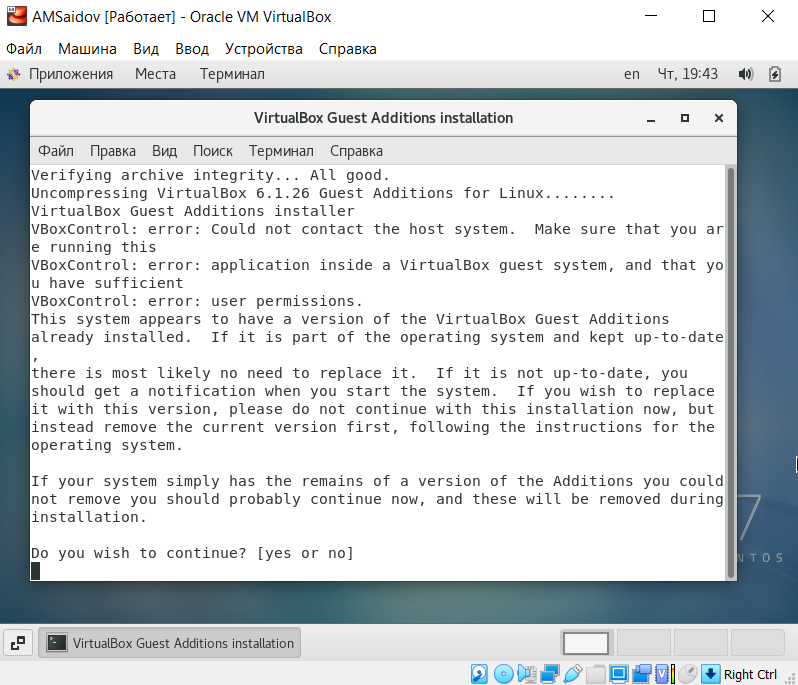 AMSaidov [Работает] - Oracle VM VirtualBox
Файл Машина Вид Ввод Устройства Справка
Приложения Места Терминал en Чт, 19:43
VirtualBox Guest Additions installation
Файл Правка Вид Поиск Терминал Справка
Verifying archive integrity... All good.
Uncompressing VirtualBox 6.1.26 Guest Additions for Linux........
VirtualBox Guest Additions installer
VBoxControl: error: Could not contact the host system.  Make sure that you ar
e running this
VBoxControl: error: application inside a VirtualBox guest system, and that yo
u have sufficient
VBoxControl: error: user permissions.
This system appears to have a version of the VirtualBox Guest Additions
already installed.  If it is part of the operating system and kept up-to-date
,
there is most likely no need to replace it.  If it is not up-to-date, you
should get a notification when you start the system.  If you wish to replace
it with this version, please do not continue with this installation now, but
instead remove the current version first, following the instructions for the
operating system.
If your system simply has the remains of a version of the Additions you could
not remove you should probably continue now, and these will be removed during
installation.
Do you wish to continue? [yes or no]
7
NTOS
VirtualBox Guest Additions installation
Right Ctrl